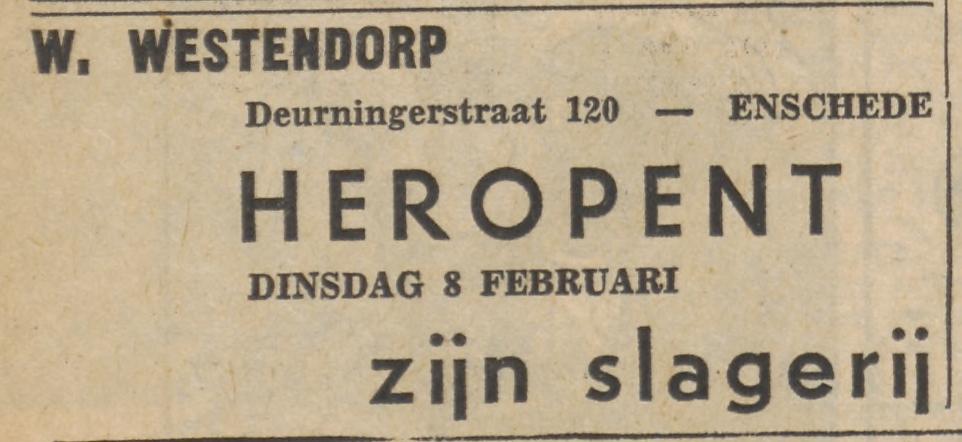 W. WESTENDORP
Deurningerstraat 120 — ENSCHEDE
HEROPENT
DINSDAG 8 FEBRUARI
zijn slagerij